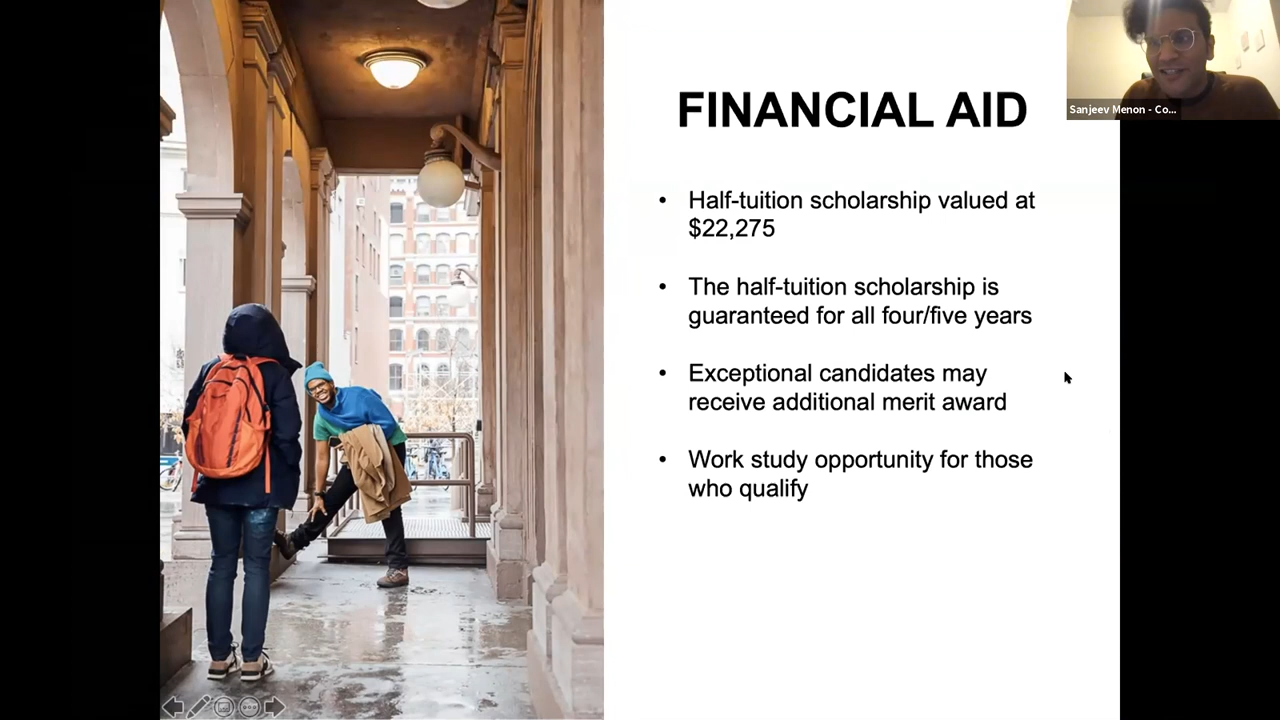 FINANCIAL AID
Sanjeev Menon - Co...
• Half-tuition scholarship valued at
$22,275
• The half-tuition scholarship is
guaranteed for all four/five years
• Exceptional candidates may
receive additional merit award
• Work study opportunity for those
who qualify